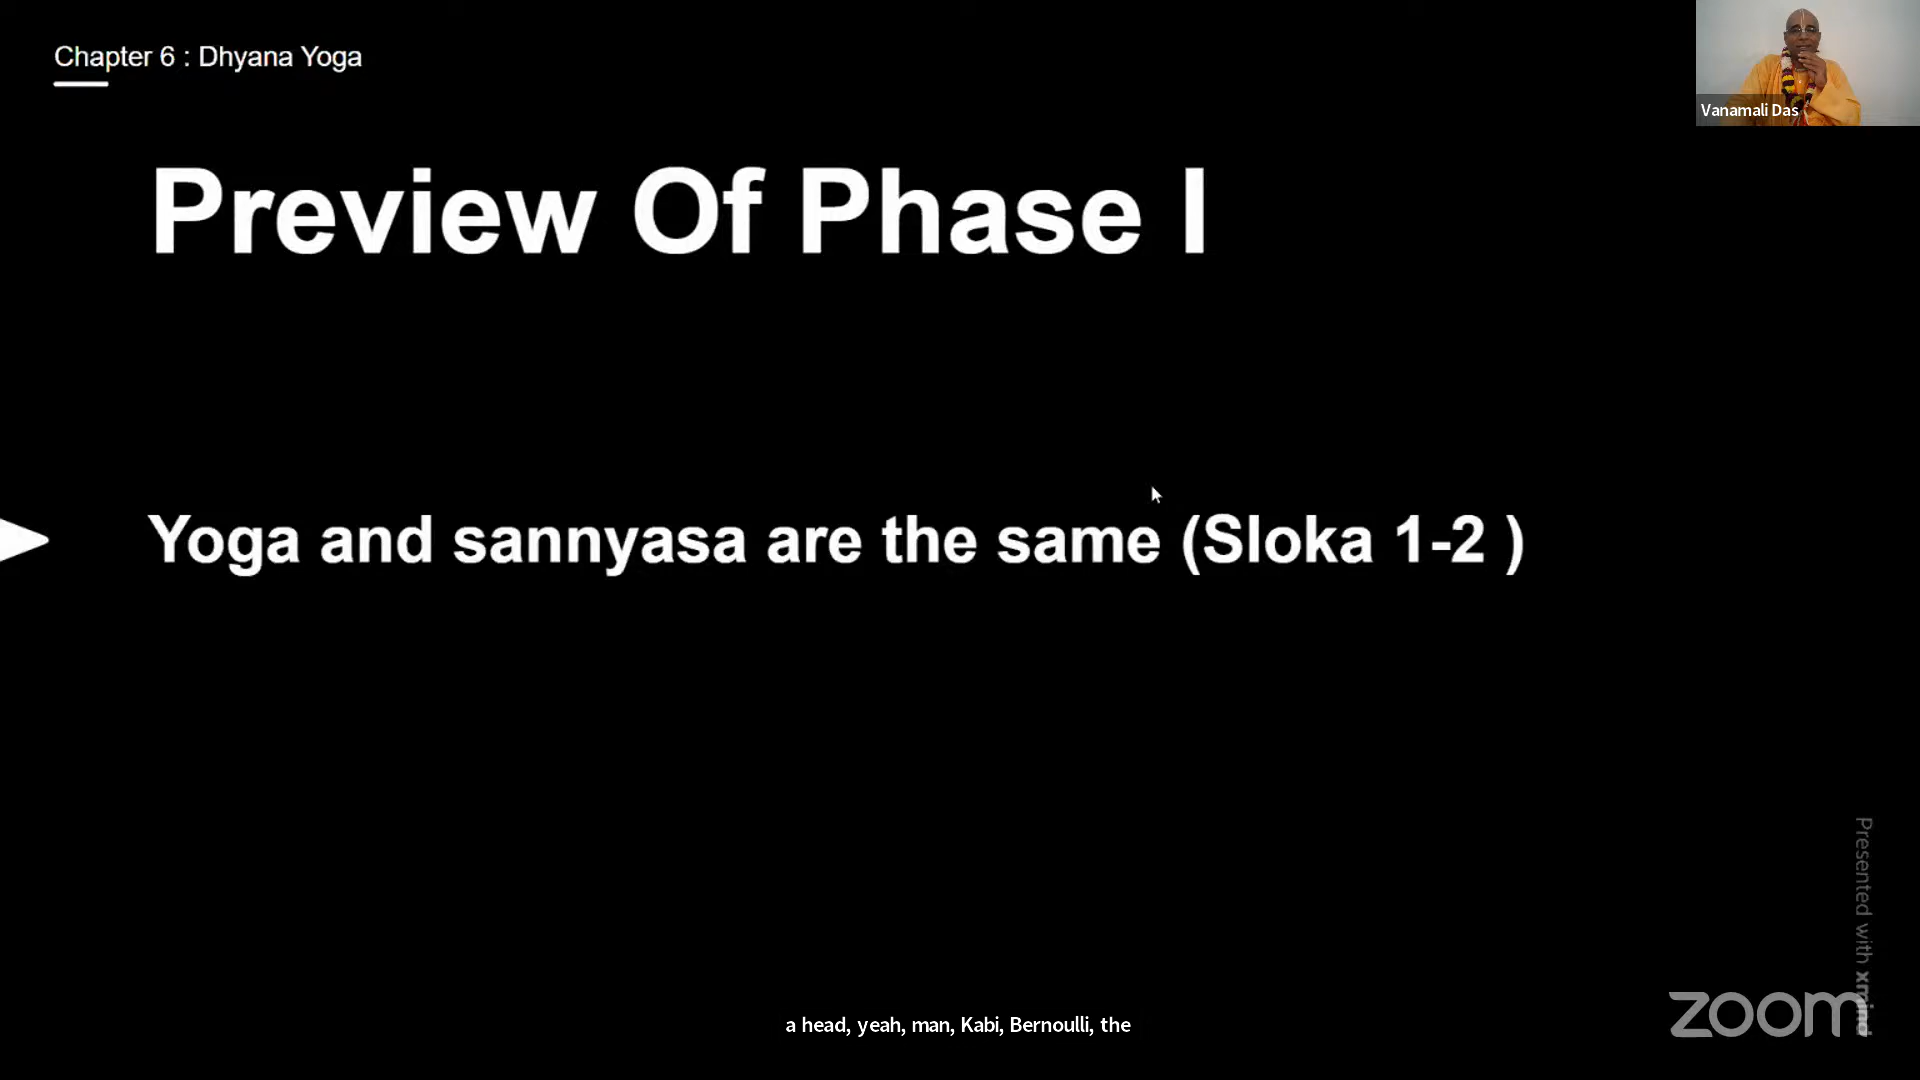 Chapter 6 : Dhyana Yoga
Vanamali Das
Preview Of Phase I
Yoga and sannyasa are the same (Sloka 1-2 )
Presented with xmind
a head, yeah, man, Kabi, Bernoulli, the
zoom